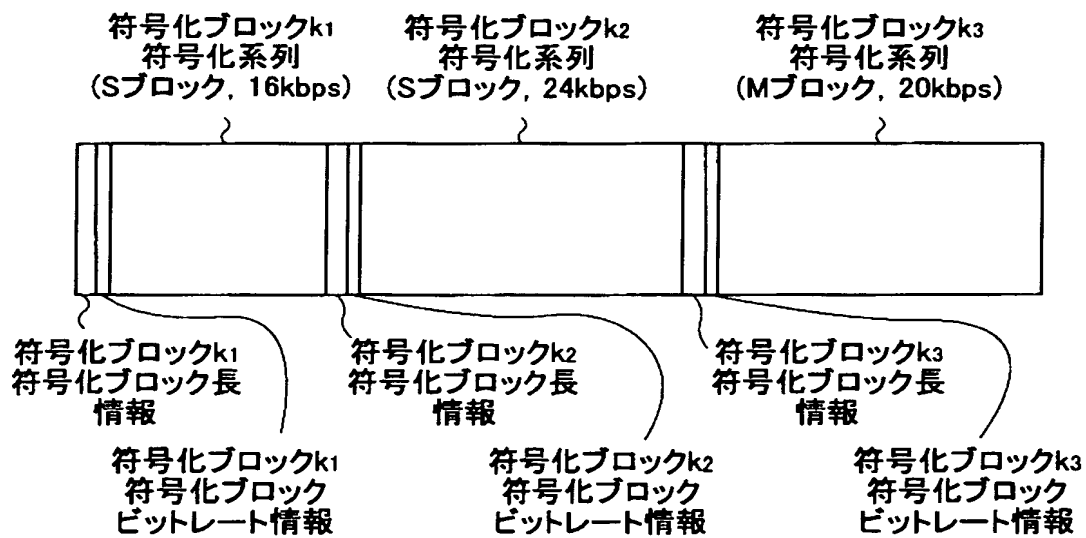 符号化ブロックk1
符号化系列
(Sブロック, 16kbps)
符号化ブロックk2
符号化系列
(Sブロック, 24kbps)
符号化ブロックk3
符号化系列
(Mブロック, 20kbps)
符号化ブロックk1
符号化ブロック長
情報
符号化ブロックk2
符号化ブロック長
情報
符号化ブロックk3
符号化ブロック長
情報
符号化ブロックk1
符号化ブロック
ビットレート情報
符号化ブロックk2
符号化ブロック
ビットレート情報
符号化ブロックk3
符号化ブロック
ビットレート情報